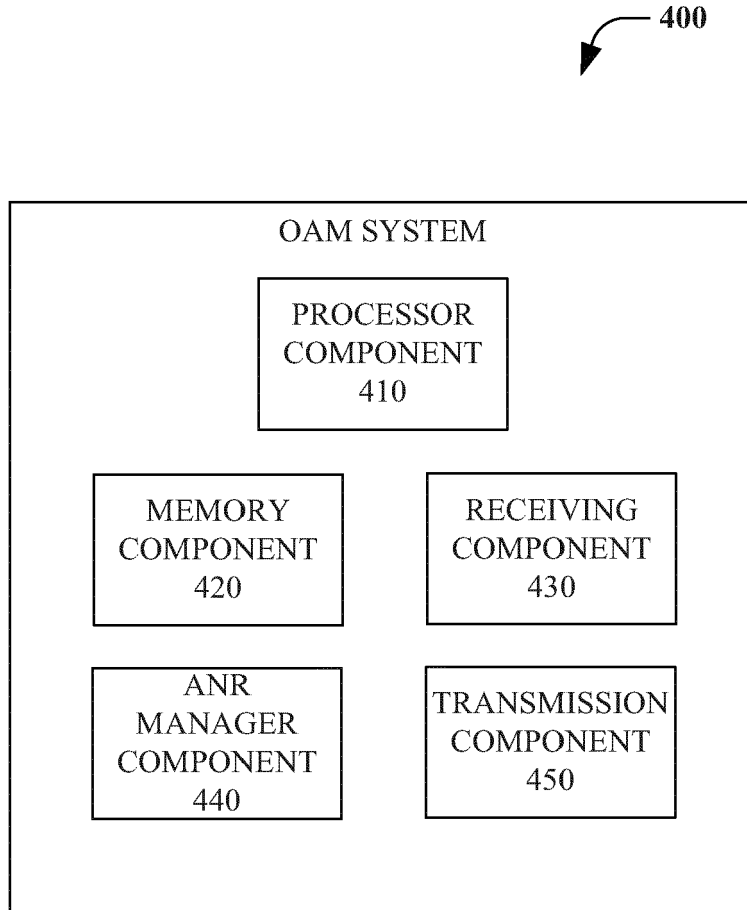 400
OAM SYSTEM
PROCESSOR
COMPONENT
410
MEMORY
COMPONENT
420
RECEIVING
COMPONENT
430
ANR
MANAGER
COMPONENT
440
TRANSMISSION
COMPONENT
450